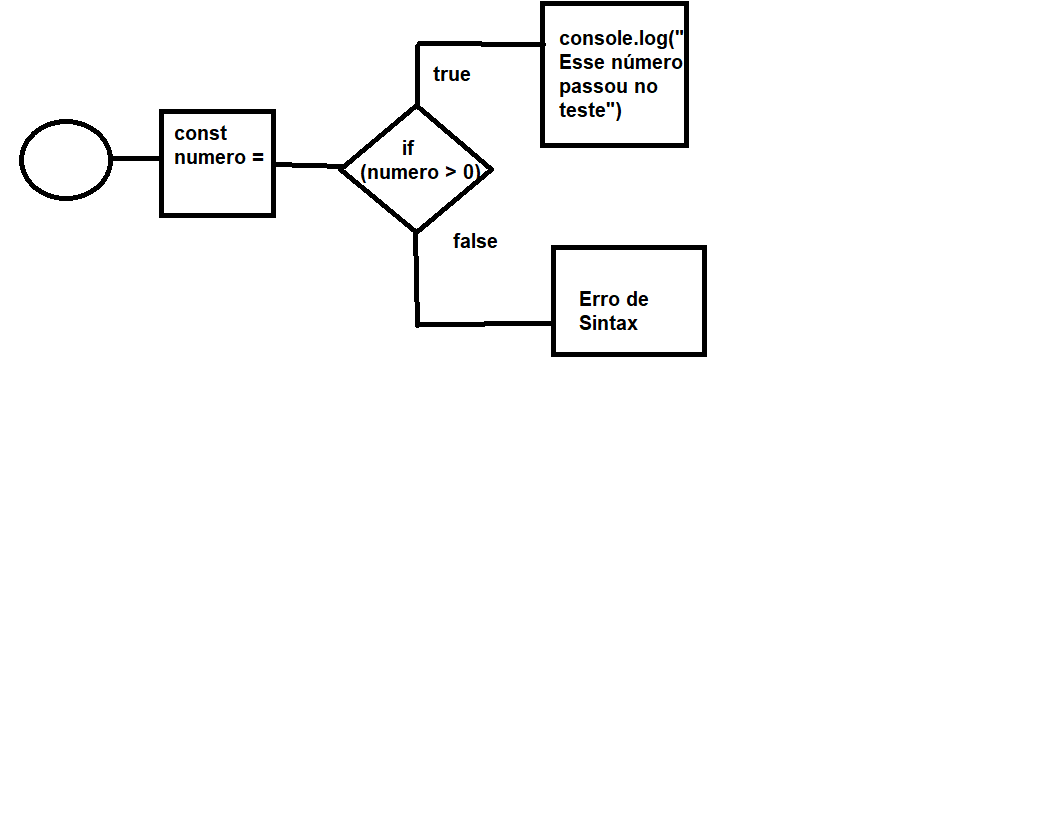 const
numero =
if
(numero > 0)
true
console.log("
Esse número
passou no
teste")
false
Erro de
Sintax